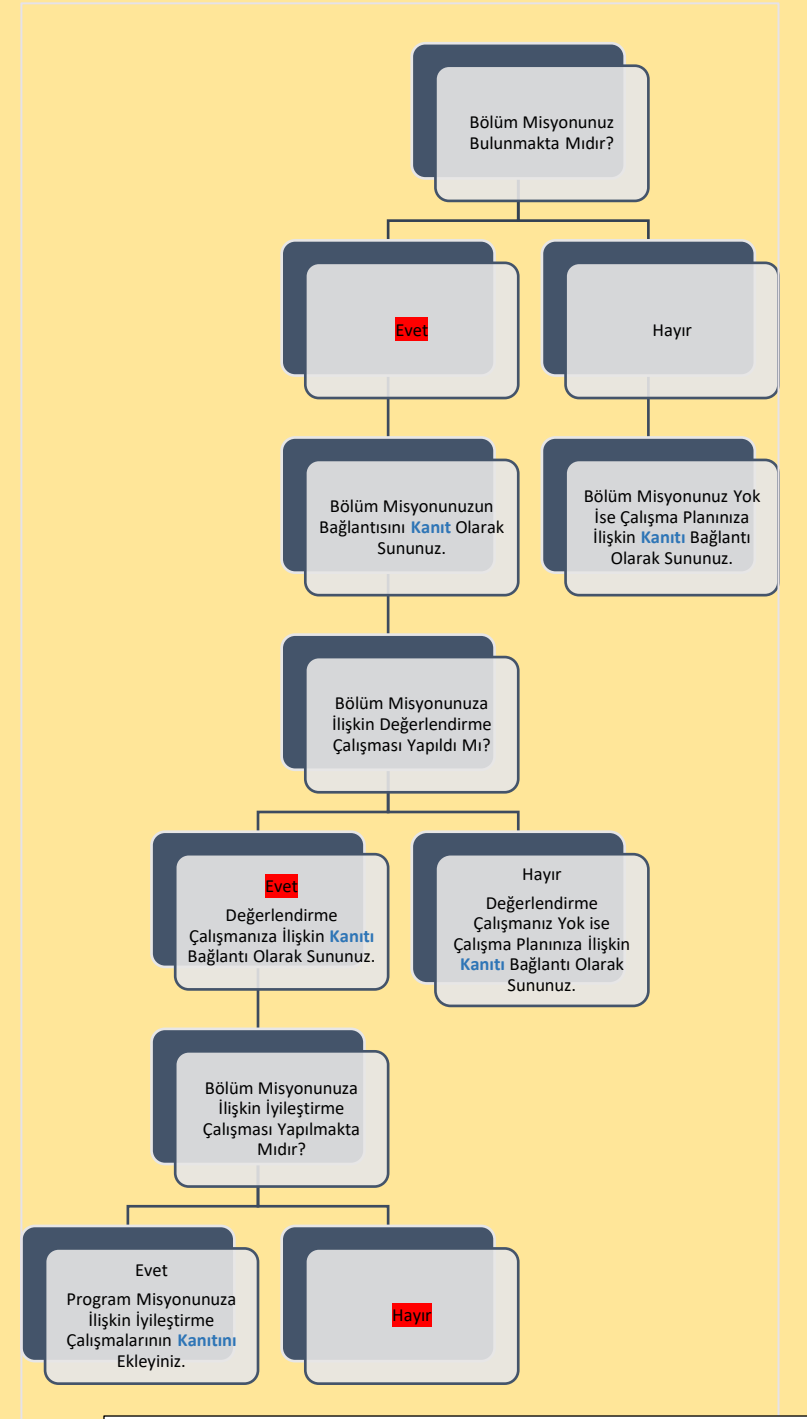 Bölüm Misyonunuz
Bulunmakta Mıdır?
Evet
Hayır
Bölüm Misyonunuzun
Bağlantısını Kanıt Olarak
Sununuz.
Bölüm Misyonunuz Yok
İse Çalışma Planınıza
İlişkin Kanıtı Bağlantı
Olarak Sununuz.
Bölüm Misyonunuza
İlişkin Değerlendirme
Çalışması Yapıldı Mı?
Evet
Değerlendirme
Çalışmanıza İlişkin Kanıtı
Bağlantı Olarak Sununuz.
Hayır
Değerlendirme
Çalışmanız Yok ise
Çalışma Planınıza İlişkin
Kanıtı Bağlantı Olarak
Sununuz.
Bölüm Misyonunuza
İlişkin İyileştirme
Çalışması Yapılmakta
Mıdır?
Evet
Program Misyonunuza
İlişkin İyileştirme
Çalışmalarının Kanıtını
Ekleyiniz.
Hayır